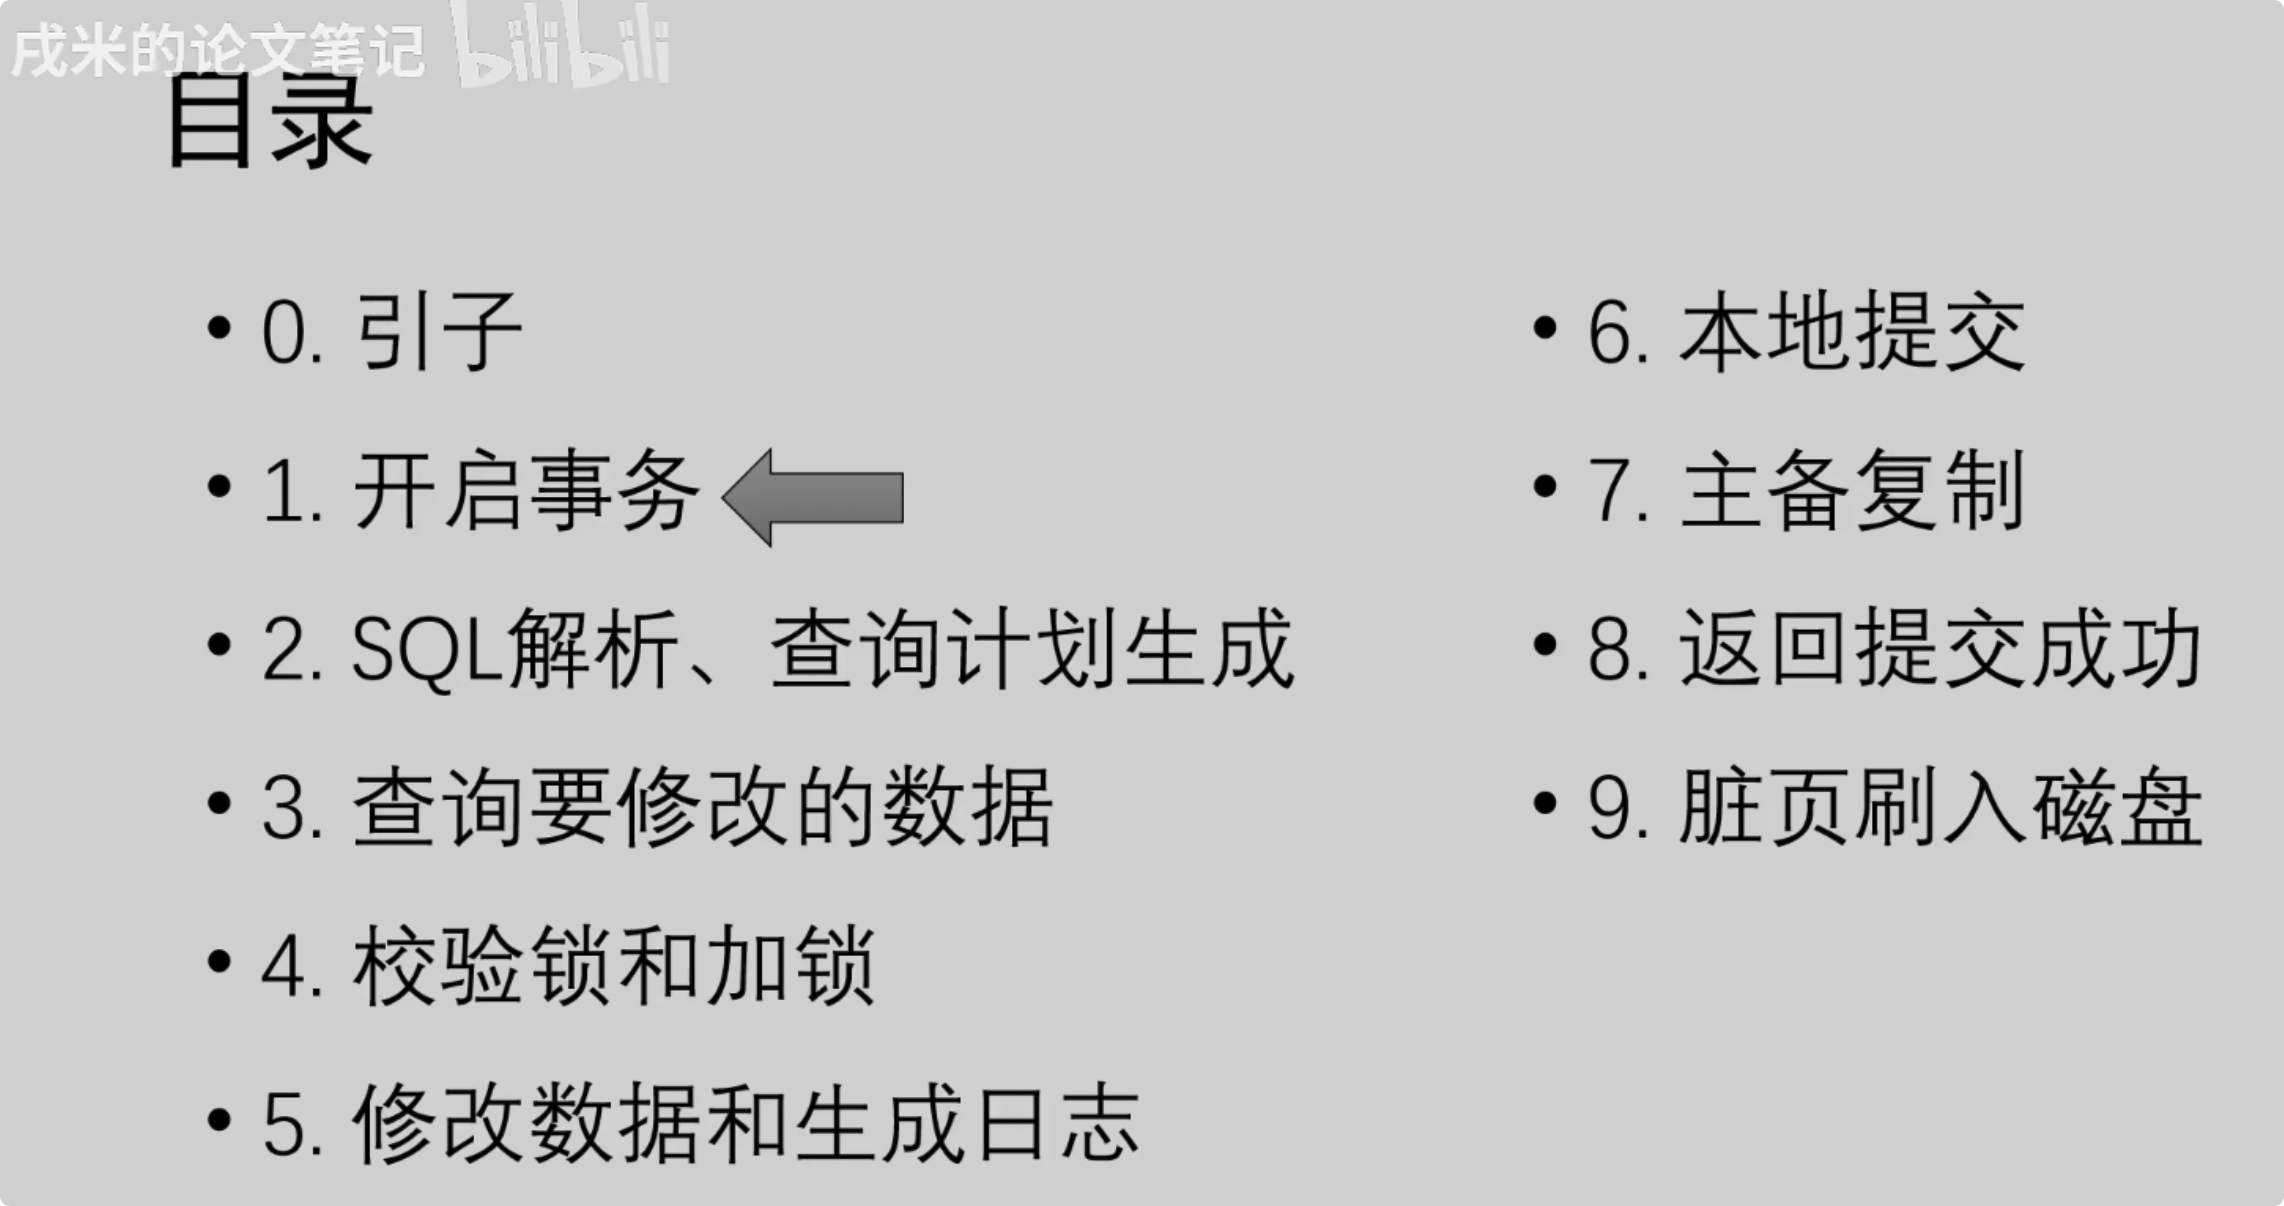 戌米的论文笔记 bilibili
目录
0. 引子
1. 开启事务
2. SQL解析、查询计划生成
3. 查询要修改的数据
4. 校验锁和加锁
5. 修改数据和生成日志
6. 本地提交
7. 主备复制
8. 返回提交成功
9. 脏页刷入磁盘